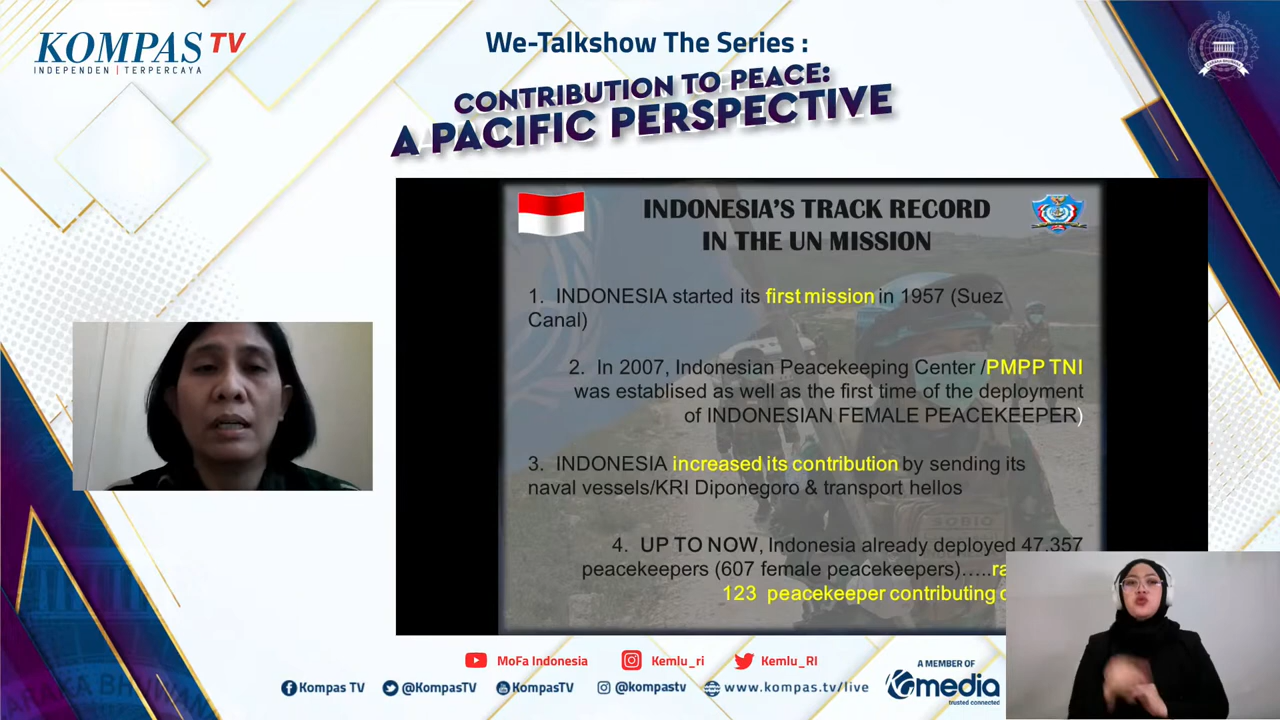 KOMPAS TV
INDEPENDEN | TERPERCAYA
We-Talkshow The Series :
CONTRIBUTION TO PEACE:
A PACIFIC PERSPECTIVE
INDONESIA'S TRACK RECORD
IN THE UN MISSION
1. INDONESIA started its first mission in 1957 (Suez
Canal)
2. In 2007, Indonesian Peacekeeping Center /PMPP TNI
was establised as well as the first time of the deployment
of INDONESIAN FEMALE PEACEKEEPER)
3. INDONESIA increased its contribution by sending its
naval vessels/KRI Diponegoro & transport hellos
4. UP TO NOW, Indonesia already deployed 47.357
peacekeepers (607 female peacekeepers)…..
123 peacekeeper contributing
MoFa Indonesia
Kemlu_ri
Kemlu_RI
Kompas TV
@KompasTV
KompasTV
@kompastv
www.kompas.tv/live
A MEMBER OF
media
trusted connected